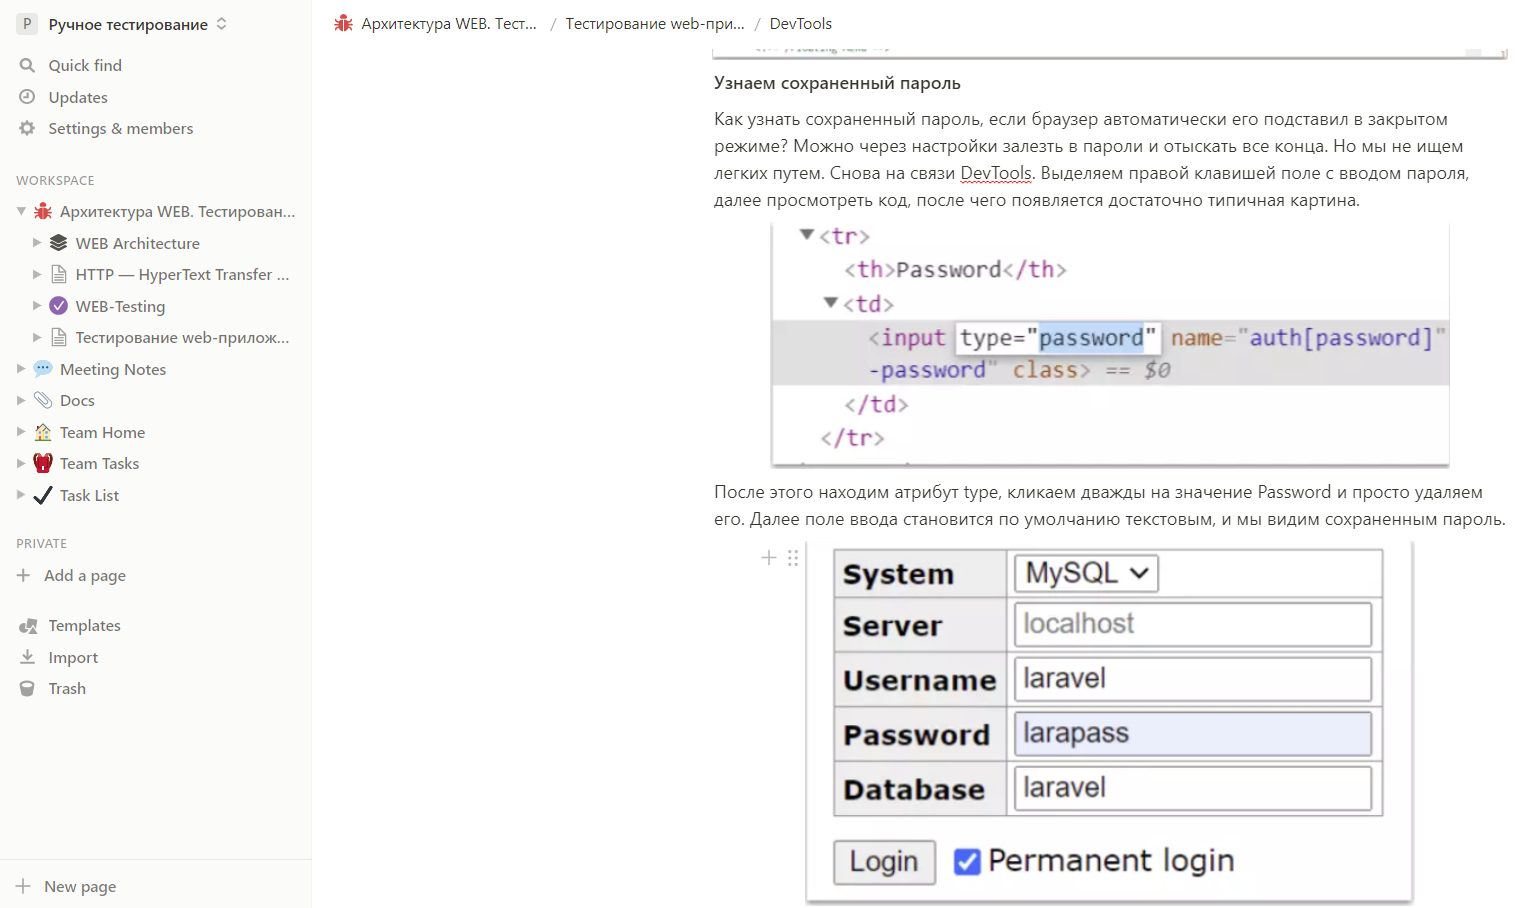 P Ручное тестирование
Quick find
Updates
Settings & members
WORKSPACE
Архитектура WEB. Тестирован...
WEB Architecture
HTTP — HyperText Transfer ...
WEB-Testing
Тестирование web-прилож...
Meeting Notes
Docs
Team Home
Team Tasks
Task List
PRIVATE
Add a page
Templates
Import
Trash
New page
Архитектура WEB. Тест... / Тестирование web-при... / DevTools
Узнаем сохраненный пароль
Как узнать сохраненный пароль, если браузер автоматически его подставил в закрытом
режиме? Можно через настройки залезть в пароли и отыскать все конца. Но мы не ищем
легких путем. Снова на связи DevTools. Выделяем правой клавишей поле с вводом пароля,
далее просмотреть код, после чего появляется достаточно типичная картина.
<tr>
<th>Password</th>
<td>
<input type="password" name="auth[password]"
-password" class> == $0
</td>
</tr>
После этого находим атрибут type, кликаем дважды на значение Password и просто удаляем
его. Далее поле ввода становится по умолчанию текстовым, и мы видим сохраненным пароль.
System MySQL
Server localhost
Username laravel
Password larapass
Database laravel
Login Permanent login